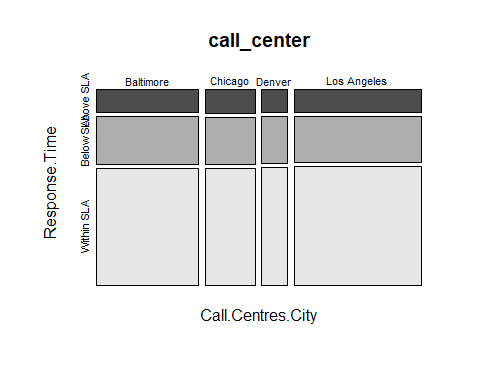 call_center
Baltimore
Chicago
Denver
Los Angeles
Above SLA
Below SLA
Within SLA
Response.Time
Call.Centres.City